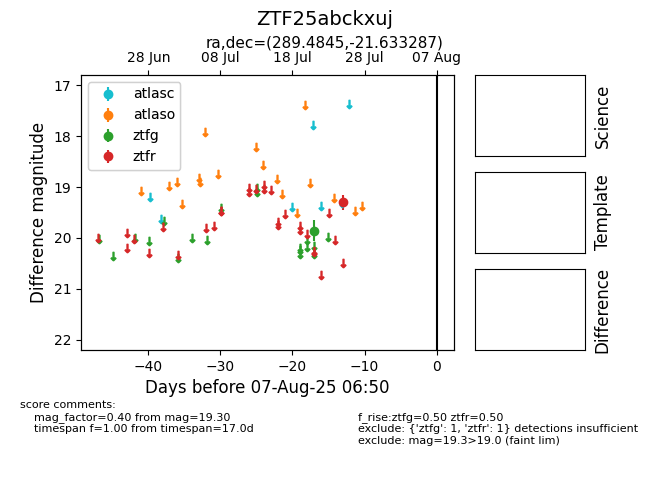 ZTF25abckxuj
ra,dec=(289.4845,-21.633287)
28 Jun 08 Jul 18 Jul 28 Jul 07 Aug
atlasc
atlaso
ztfg
ztfr
17
18
19
20
21
22
Difference magnitude
−40 −30 −20 −10 0
Days before 07-Aug-25 06:50
Science
Template
Difference
score comments:
mag_factor=0.40 from mag=19.30
timespan f=1.00 from timespan=17.0d
f_rise:ztfg=0.50 ztfr=0.50
exclude: {'ztfg': 1, 'ztfr': 1} detections insufficient
exclude: mag=19.3>19.0 (faint lim)